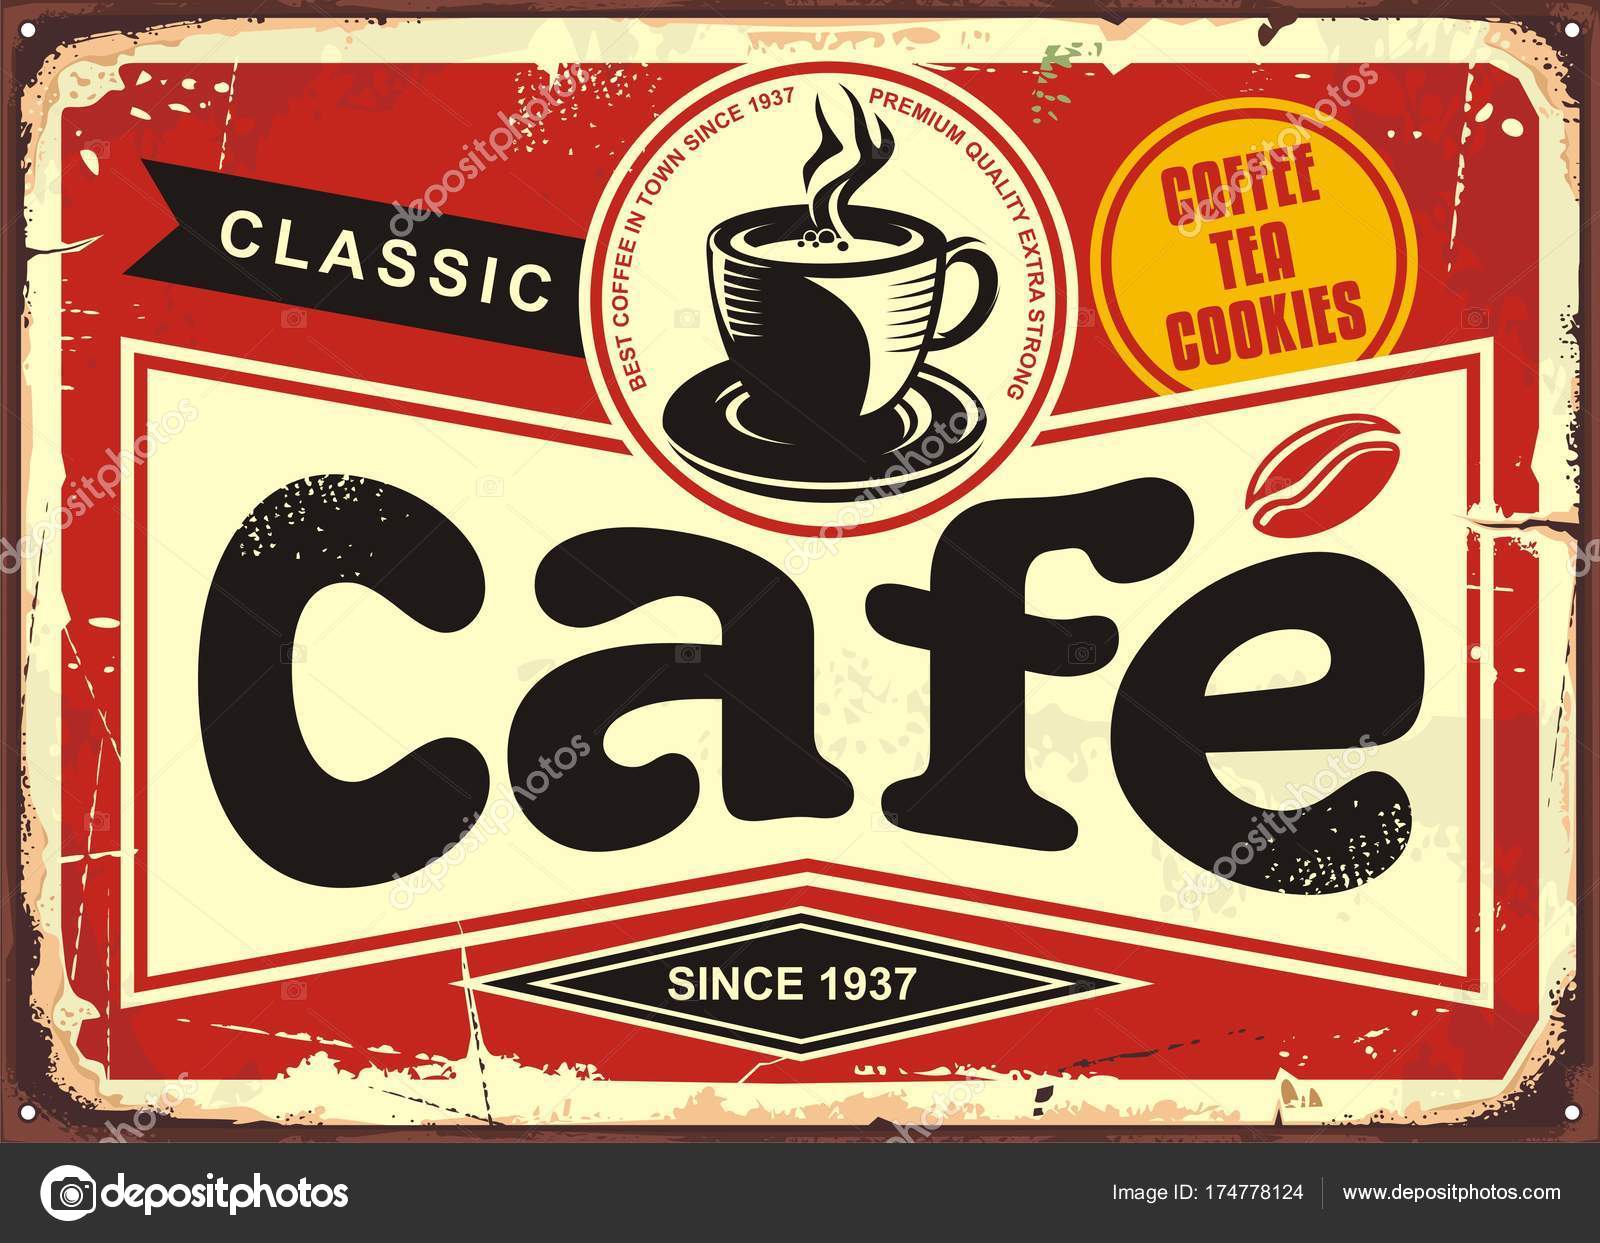 CLASSIC
BEST COFFEE IN TOWN SINCE 1937
PREMIUM QUALITY EXTRA STRONG
COFFEE
TEA
COOKIES
Café
SINCE 1937
depositphotos
Image ID: 174778124
www.depositphotos.com